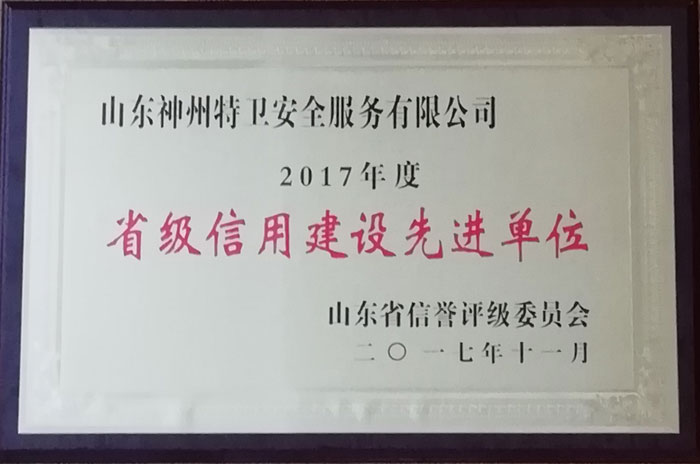 山东神州特卫安全服务有限公司
2017年度
省级信用建设先进单位
山东省信誉评级委员会
二〇一七年十一月